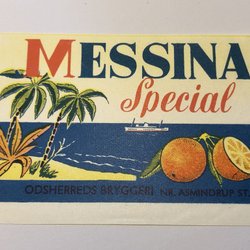 MESSINA
Special
ODSHERREDS BRYGGERI NR. ASMINDRUP ST.